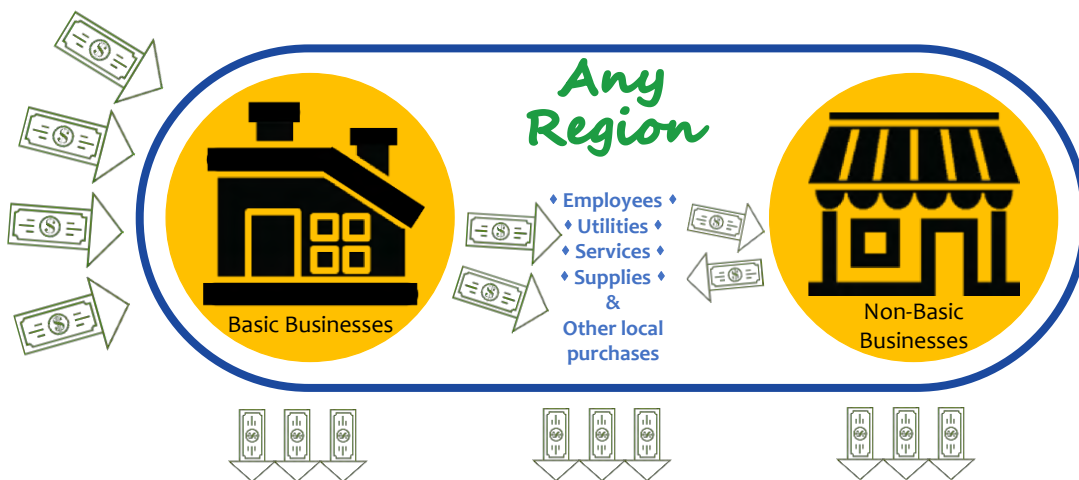 Any
Region
♦ Employees ♦
♦ Utilities ♦
♦ Services ♦
♦ Supplies ♦
&
Other local
purchases
Basic Businesses
Non-Basic
Businesses